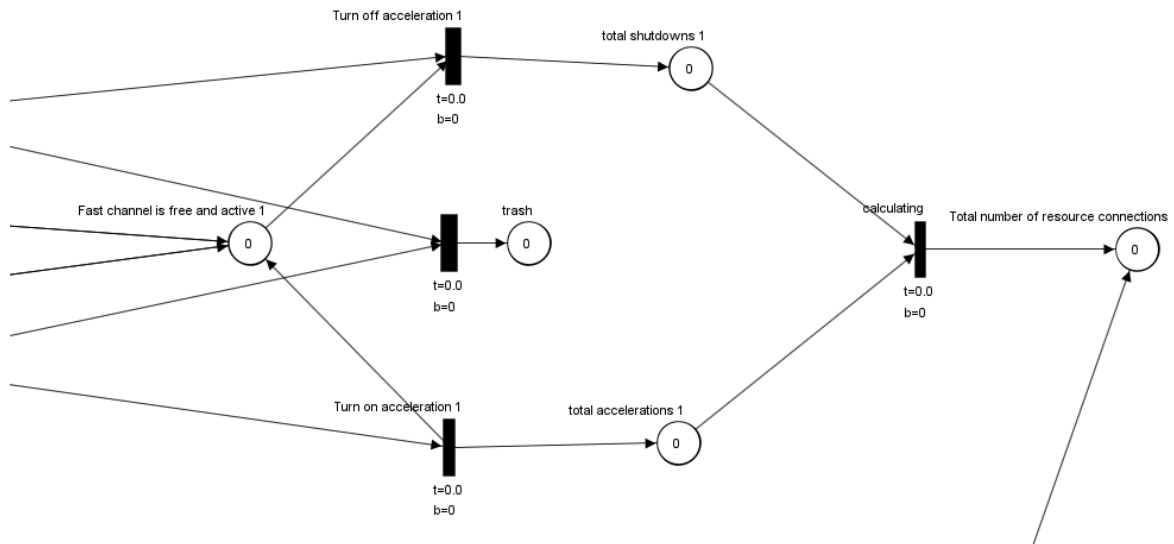 Turn off acceleration 1
total shutdowns 1
0
t=0.0
b=0
Fast channel is free and active 1
0
trash
0
t=0.0
b=0
calculating
Total number of resource connections
0
t=0.0
b=0
Turn on acceleration 1
total accelerations 1
0
t=0.0
b=0